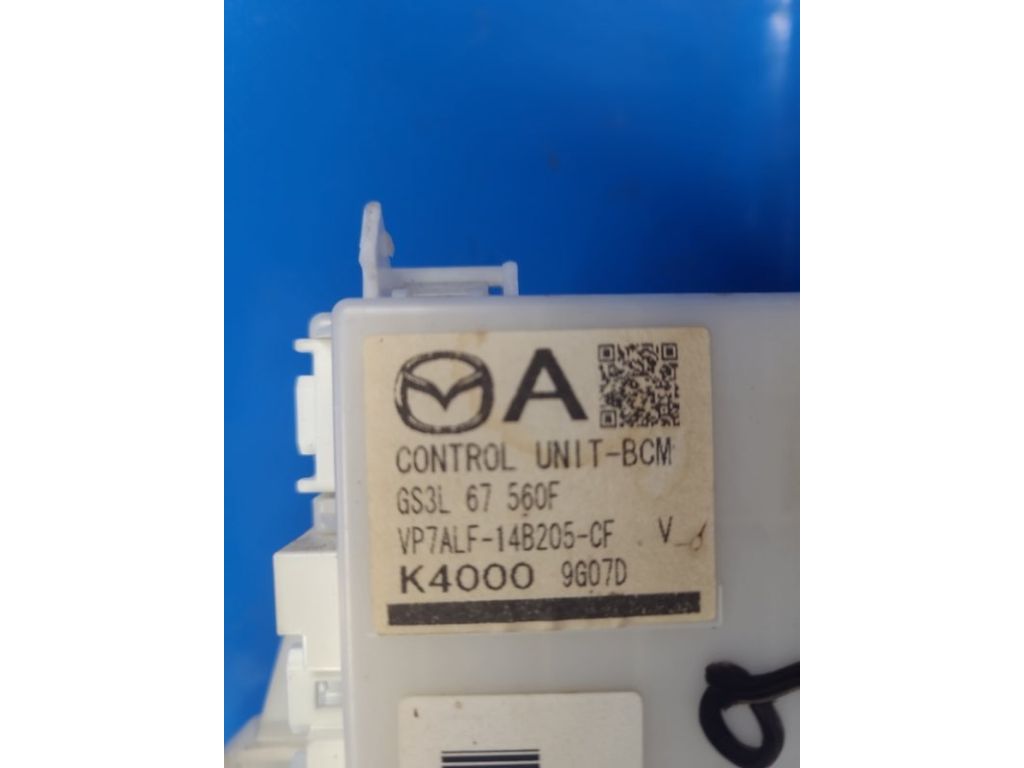 A
CONTROL UNIT-BCM
GS3L 67 560F
VP7ALF-14B205-CF V
K4000 9G07D